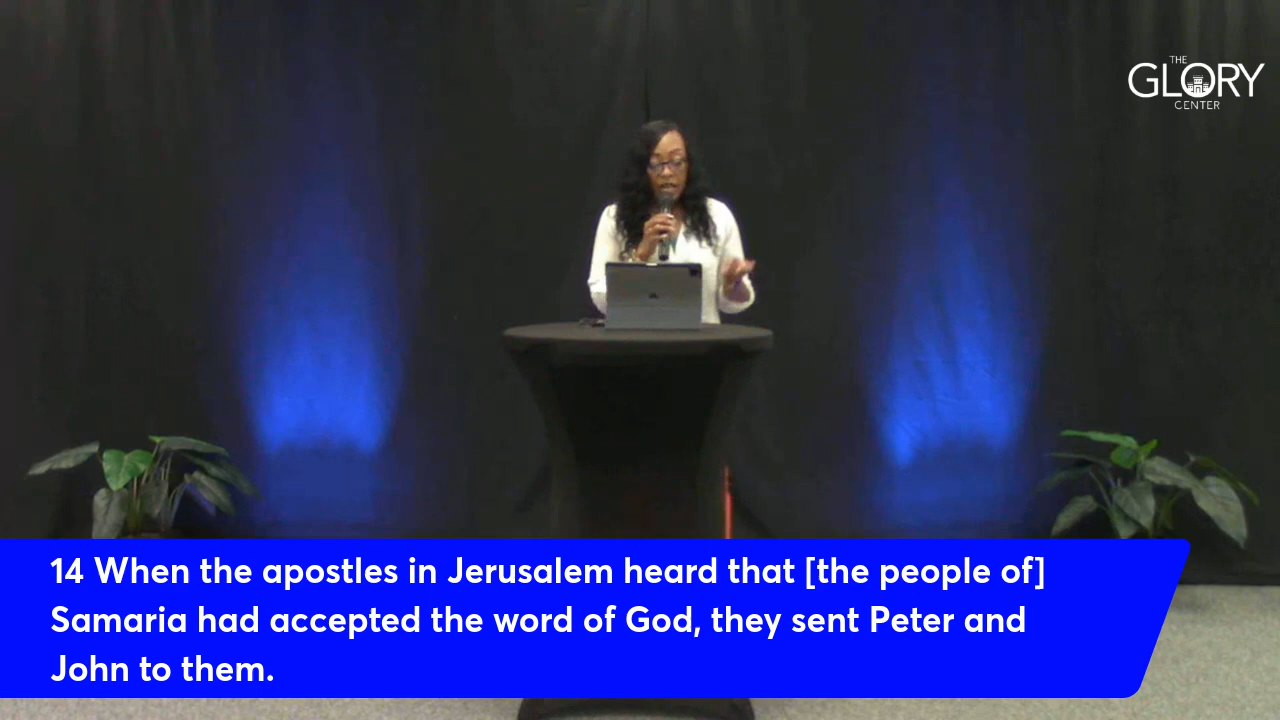 THE
GLORY
CENTER
14 When the apostles in Jerusalem heard that [the people of]
Samaria had accepted the word of God, they sent Peter and
John to them.